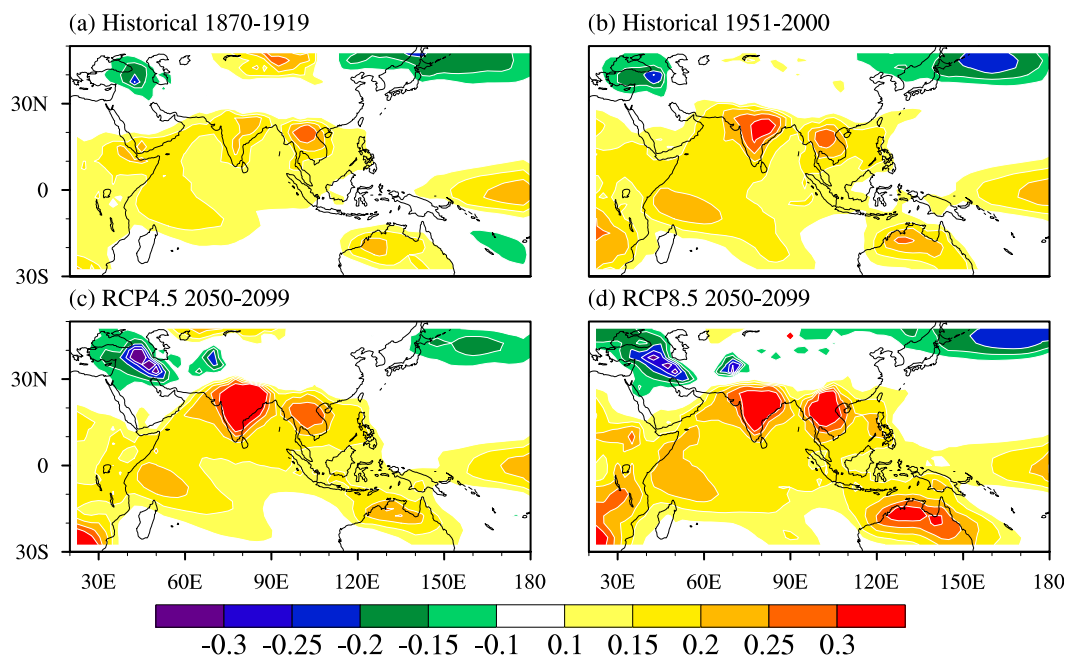 (a) Historical 1870-1919
(b) Historical 1951-2000
30N
0
30S
(c) RCP4.5 2050-2099
(d) RCP8.5 2050-2099
30N
0
30S
30E 60E 90E 120E 150E 180
30E 60E 90E 120E 150E 180
-0.3 -0.25 -0.2 -0.15 -0.1 0.1 0.15 0.2 0.25 0.3